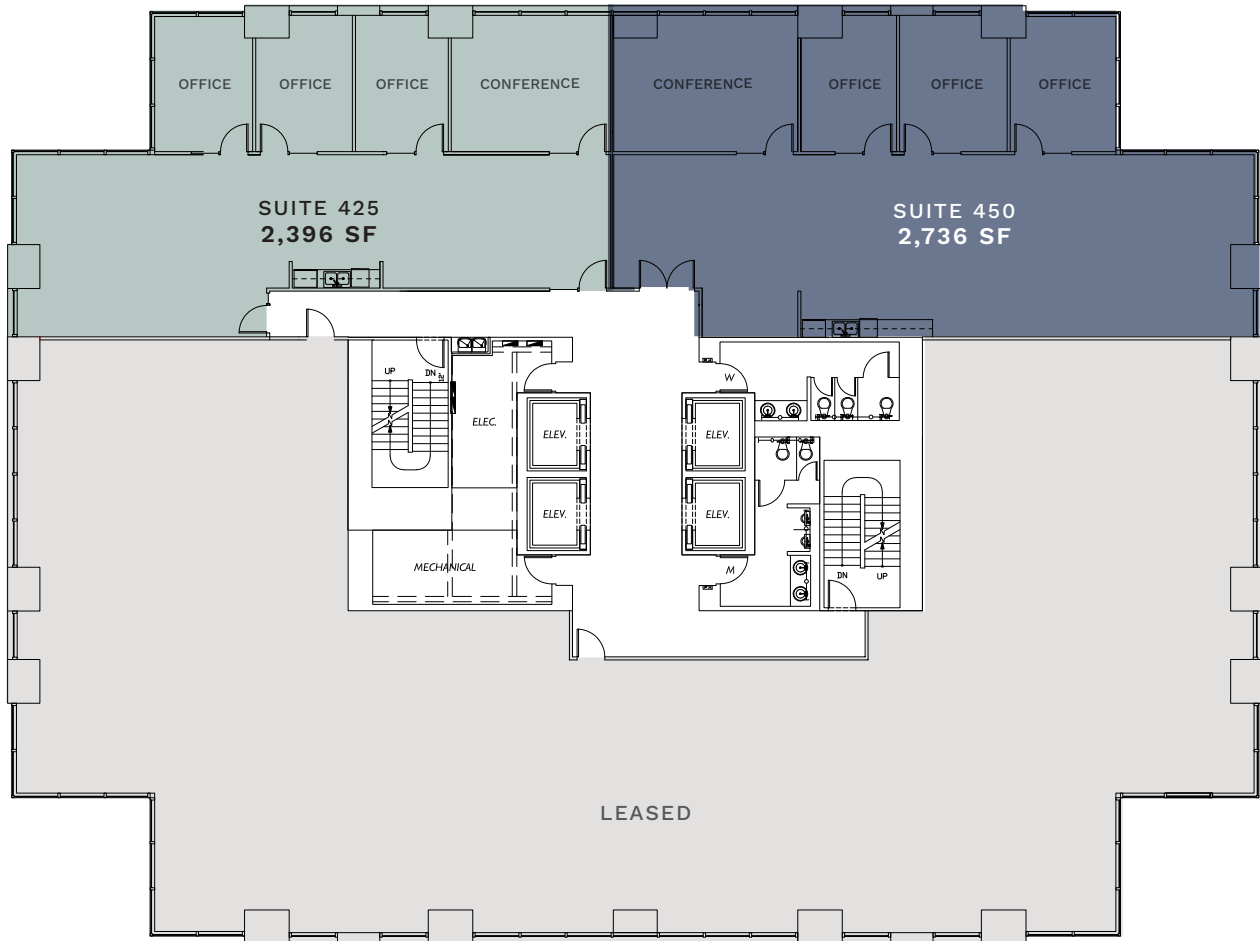 OFFICE
OFFICE
OFFICE
CONFERENCE
CONFERENCE
OFFICE
OFFICE
OFFICE
SUITE 425
2,396 SF
SUITE 450
2,736 SF
UP
DN
12"
W
ELEC.
ELEV.
ELEV.
ELEV.
ELEV.
MECHANICAL
M
DN
UP
LEASED